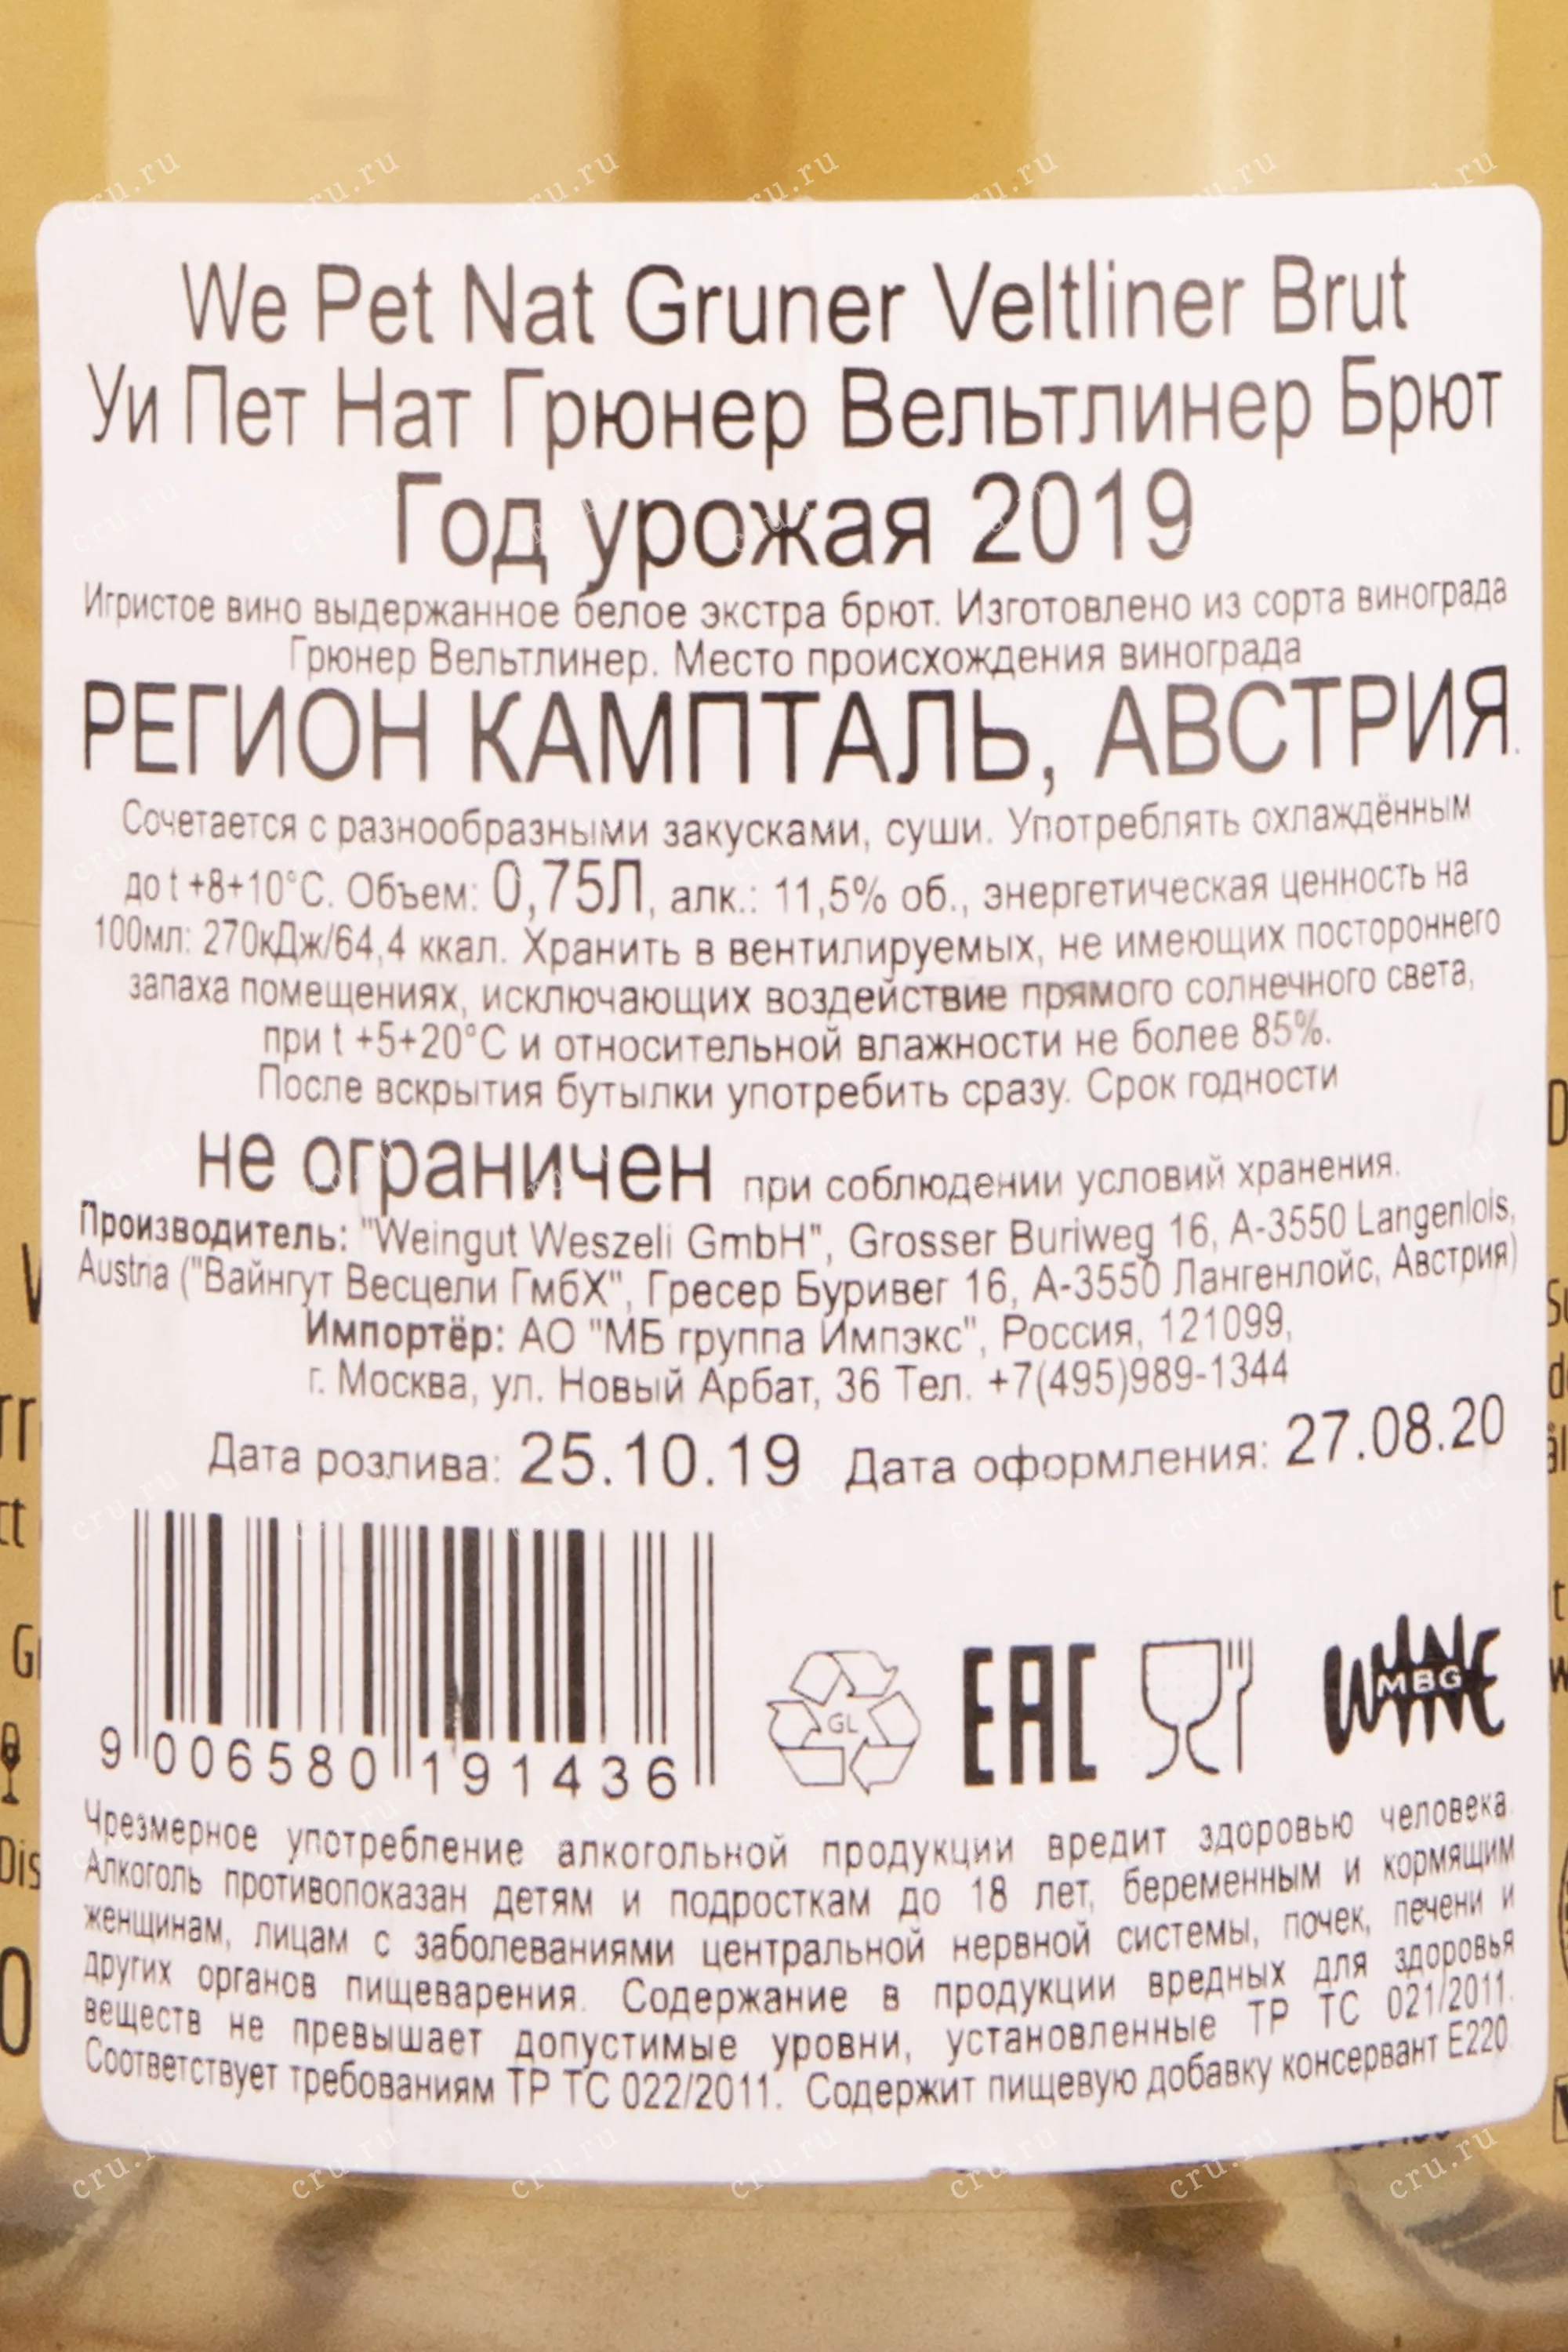 We Pet Nat Gruner Veltliner Brut
Уи Пет Нат Грюнер Вельтлинер Брют
Год урожая 2019
Игристое вино выдержанное белое экстра брют. Изготовлено из сорта винограда
Грюнер Вельтлинер. Место происхождения винограда
РЕГИОН КАМПТАЛЬ, АВСТРИЯ.
Сочетается с разнообразными закусками, суши. Употреблять охлаждённым
до t +8+10°С. Объем: 0,75Л, алк.: 11,5% об., энергетическая ценность на
100мл: 270кДж/64,4 ккал. Хранить в вентилируемых, не имеющих постороннего
запаха помещениях, исключающих воздействие прямого солнечного света,
при t +5+20°С и относительной влажности не более 85%.
После вскрытия бутылки употребить сразу. Срок годности
не ограничен при соблюдении условий хранения.
Производитель: "Weingut Weszeli GmbH", Grosser Buriweg 16, A-3550 Langenlois,
Austria ("Вайнгут Весцели ГмбХ", Гресер Буривег 16, А-3550 Лангенлойс, Австрия)
Импортёр: АО "МБ группа Импэкс", Россия, 121099,
г. Москва, ул. Новый Арбат, 36 Тел. +7(495)989-1344
Дата розлива: 25.10.19 Дата оформления: 27.08.20
9 006580 191436
GL
EAC
WINE
MBG
Чрезмерное употребление алкогольной продукции вредит здоровью человека.
Алкоголь противопоказан детям и подросткам до 18 лет, беременным и кормящим
женщинам, лицам с заболеваниями центральной нервной системы, почек, печени и
других органов пищеварения. Содержание в продукции вредных для здоровья
веществ не превышает допустимые уровни, установленные ТР ТС 021/2011.
Соответствует требованиям ТР ТС 022/2011. Содержит пищевую добавку консервант Е220
cru.ru